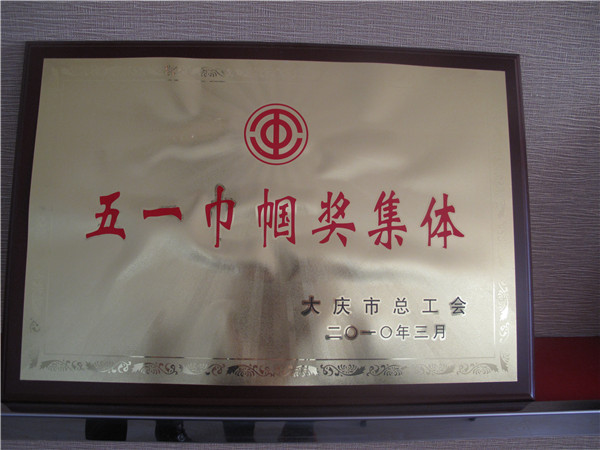 五一巾帼奖集体
大庆市总工会
二〇一〇年三月